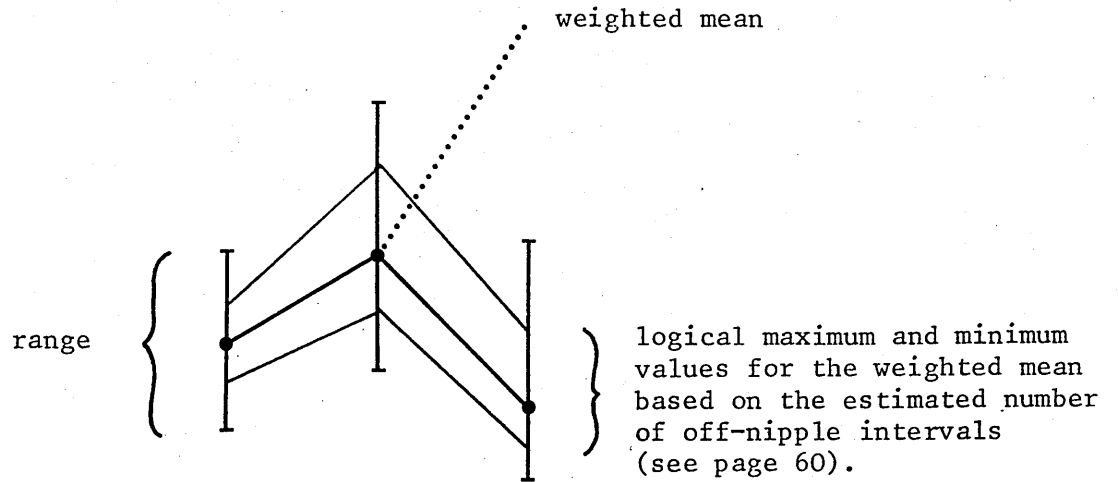 weighted mean
range
logical maximum and minimum
values for the weighted mean
based on the estimated number
of off-nipple intervals
(see page 60).